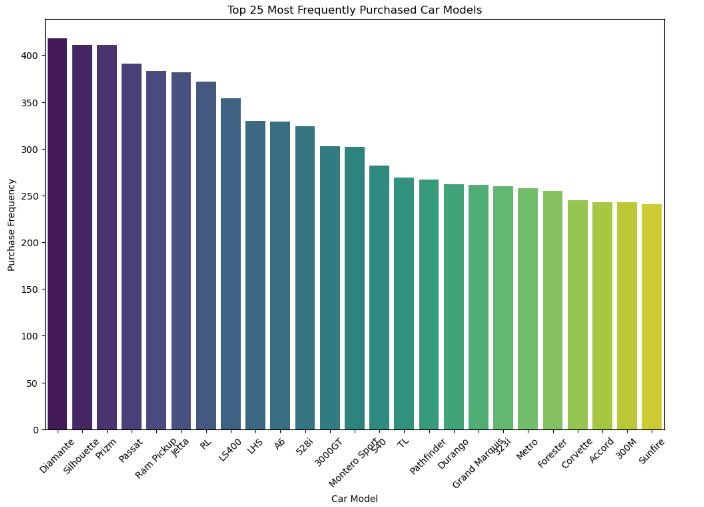 Top 25 Most Frequently Purchased Car Models
Purchase Frequency
400
350
300
250
200
150
100
50
0
Diamante
Silhouette
Prizm
Passat
Ram Pickup
Jetta
RL
LS400
LHS
A6
528i
3000GT
Montero Sport
S40
TL
Pathfinder
Durango
Grand Marquis
323i
Metro
Forester
Corvette
Accord
300M
Sunfire
Car Model